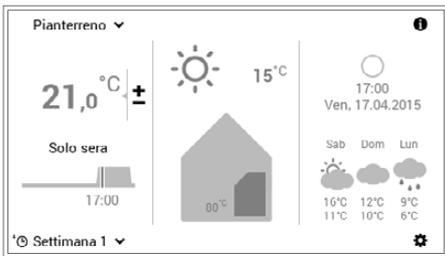 Pianterreno
21,0 °C ±
Solo sera
17:00
Settimana 1
15 °C
80 °C
17:00
Ven, 17.04.2015
Sab Dom Lun
16°C 12°C 9°C
11°C 10°C 6°C